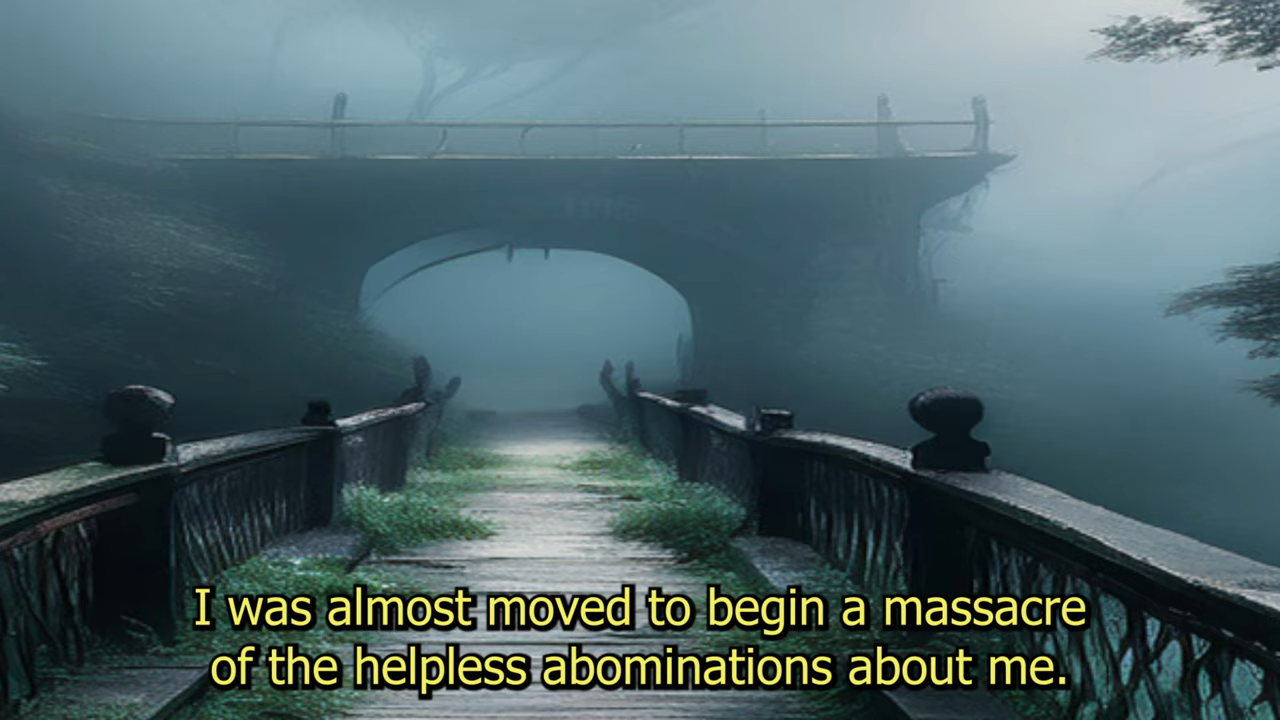 I was almost moved to begin a massacre
of the helpless abominations about me.